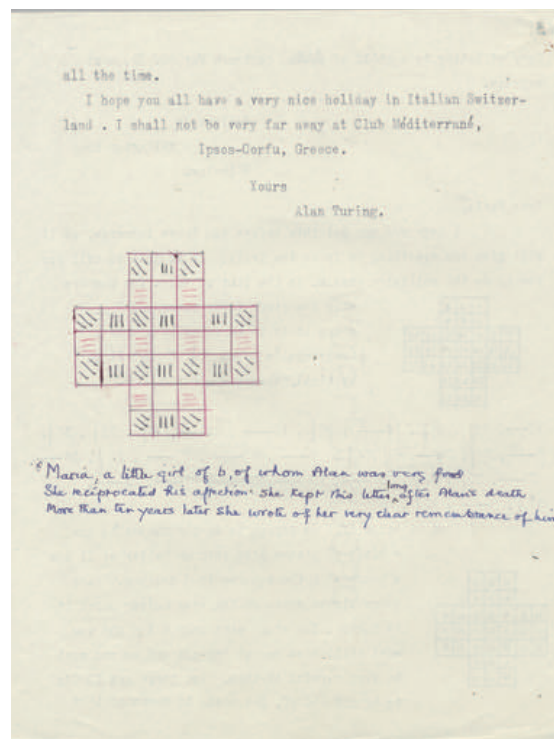 all the time.
I hope you all have a very nice holiday in Italian Switzer-
land . I shall not be very far away at Club Méditerrané,
Ipsos-Corfu, Greece.
Yours
Alan Turing.
Maria, a little girl of 6, of whom Alan was very fond
She reciprocated his affection. She kept this letter long after Alan's death
More than ten years later she wrote of her very clear remembrance of him